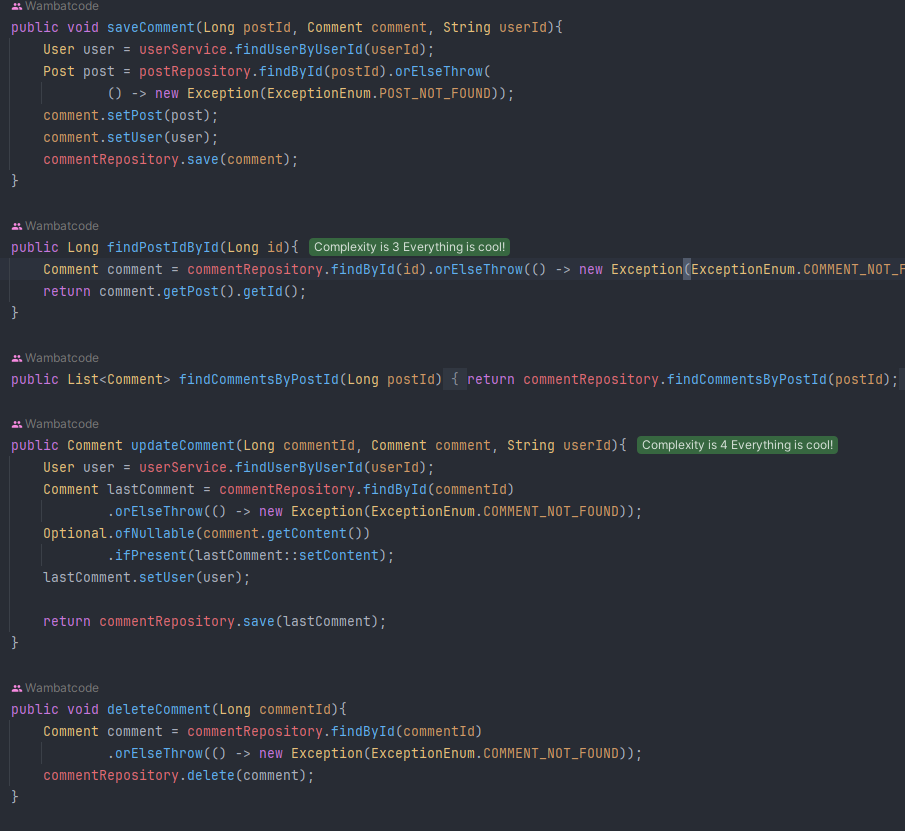 Wambatcode
public void saveComment(Long postId, Comment comment, String userId){
    User user = userService.findUserByUserId(userId);
    Post post = postRepository.findById(postId).orElseThrow(
            () -> new Exception(ExceptionEnum.POST_NOT_FOUND));
    comment.setPost(post);
    comment.setUser(user);
    commentRepository.save(comment);
}
Wambatcode
public Long findPostIdById(Long id){ Complexity is 3 Everything is cool!
    Comment comment = commentRepository.findById(id).orElseThrow(() -> new Exception(ExceptionEnum.COMMENT_NOT_F
    return comment.getPost().getId();
}
Wambatcode
public List<Comment> findCommentsByPostId(Long postId) { return commentRepository.findCommentsByPostId(postId);
Wambatcode
public Comment updateComment(Long commentId, Comment comment, String userId){ Complexity is 4 Everything is cool!
    User user = userService.findUserByUserId(userId);
    Comment lastComment = commentRepository.findById(commentId)
            .orElseThrow(() -> new Exception(ExceptionEnum.COMMENT_NOT_FOUND));
    Optional.ofNullable(comment.getContent())
            .ifPresent(lastComment::setContent);
    lastComment.setUser(user);
    return commentRepository.save(lastComment);
}
Wambatcode
public void deleteComment(Long commentId){
    Comment comment = commentRepository.findById(commentId)
            .orElseThrow(() -> new Exception(ExceptionEnum.COMMENT_NOT_FOUND));
    commentRepository.delete(comment);
}